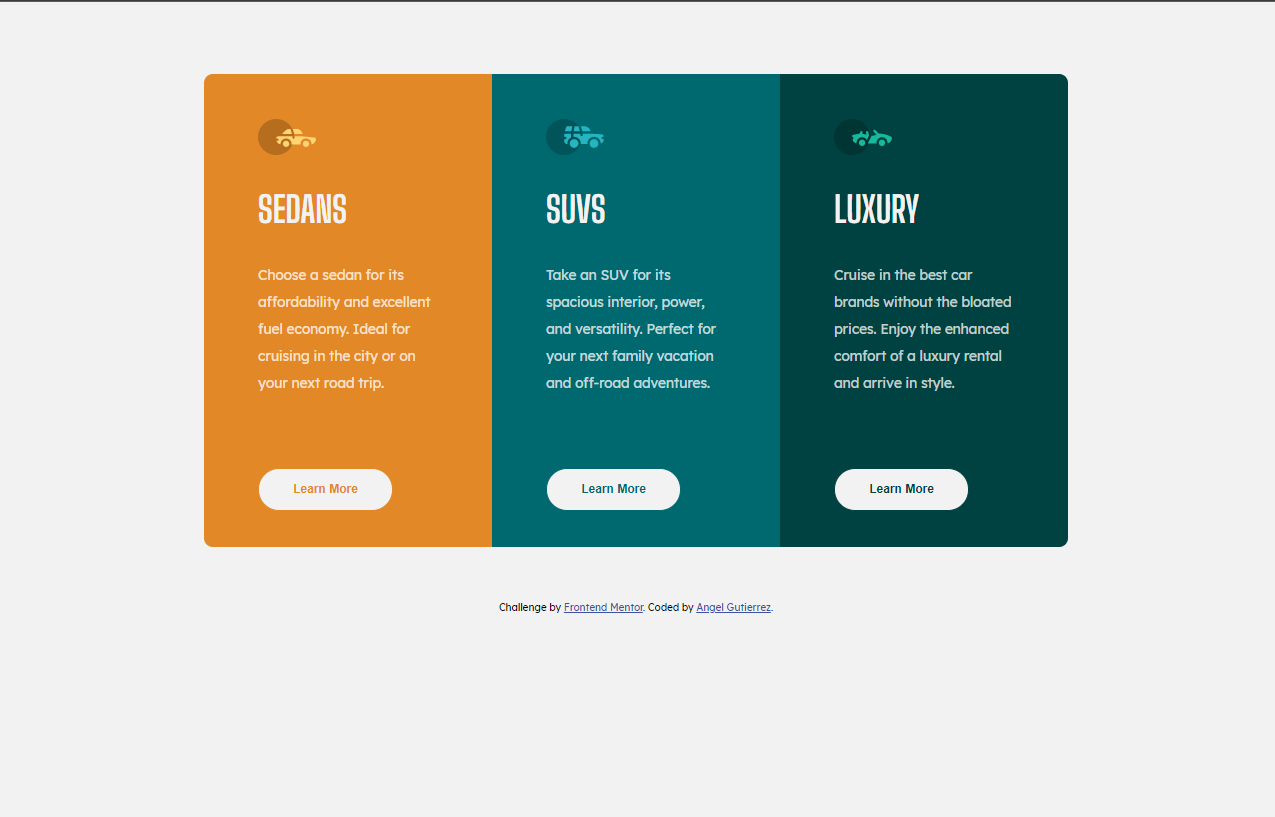 SEDANS
Choose a sedan for its
affordability and excellent
fuel economy. Ideal for
cruising in the city or on
your next road trip.
Learn More
SUVS
Take an SUV for its
spacious interior, power,
and versatility. Perfect for
your next family vacation
and off-road adventures.
Learn More
LUXURY
Cruise in the best car
brands without the bloated
prices. Enjoy the enhanced
comfort of a luxury rental
and arrive in style.
Learn More
Challenge by Frontend Mentor. Coded by Angel Gutierrez.